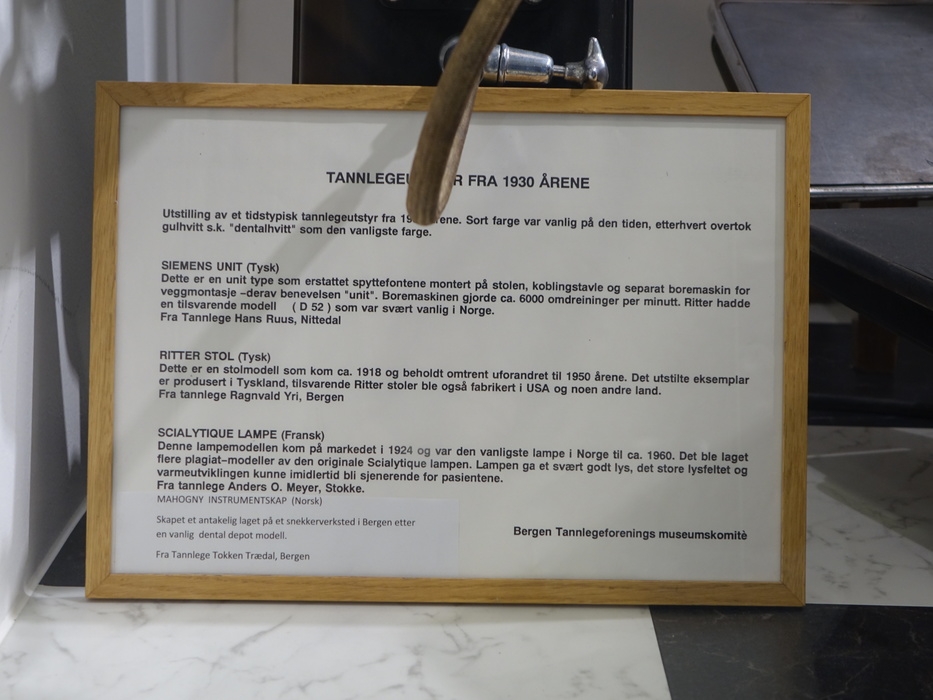 TANNLEGEU R FRA 1930 ÅRENE
Utstilling av et tidstypisk tannlegeutstyr fra 19 rene. Sort farge var vanlig på den tiden, etterhvert overtok
gulhvitt s.k. "dentalhvitt" som den vanligste farge.
SIEMENS UNIT (Tysk)
Dette er en unit type som erstattet spyttefontene montert på stolen, koblingstavle og separat boremaskin for
veggmontasje –derav benevelsen "unit". Boremaskinen gjorde ca. 6000 omdreininger per minutt. Ritter hadde
en tilsvarende modell ( D 52 ) som var svært vanlig i Norge.
Fra Tannlege Hans Ruus, Nittedal
RITTER STOL (Tysk)
Dette er en stolmodell som kom ca. 1918 og beholdt omtrent uforandret til 1950 årene. Det utstilte eksemplar
er produsert i Tyskland, tilsvarende Ritter stoler ble også fabrikert i USA og noen andre land.
Fra tannlege Ragnvald Yri, Bergen
SCIALYTIQUE LAMPE (Fransk)
Denne lampemodellen kom på markedet i 1924 og var den vanligste lampe i Norge til ca. 1960. Det ble laget
flere plagiat–modeller av den originale Scialytique lampen. Lampen ga et svært godt lys, det store lysfeltet og
varmeutviklingen kunne imidlertid bli sjenerende for pasientene.
Fra tannlege Anders O. Meyer, Stokke.
MAHOGNY INSTRUMENTSKAP (Norsk)
Skapet et antakelig laget på et snekkerverksted i Bergen etter
en vanlig dental depot modell.
Fra Tannlege Tokken Trædal, Bergen
Bergen Tannlegeforenings museumskomitè